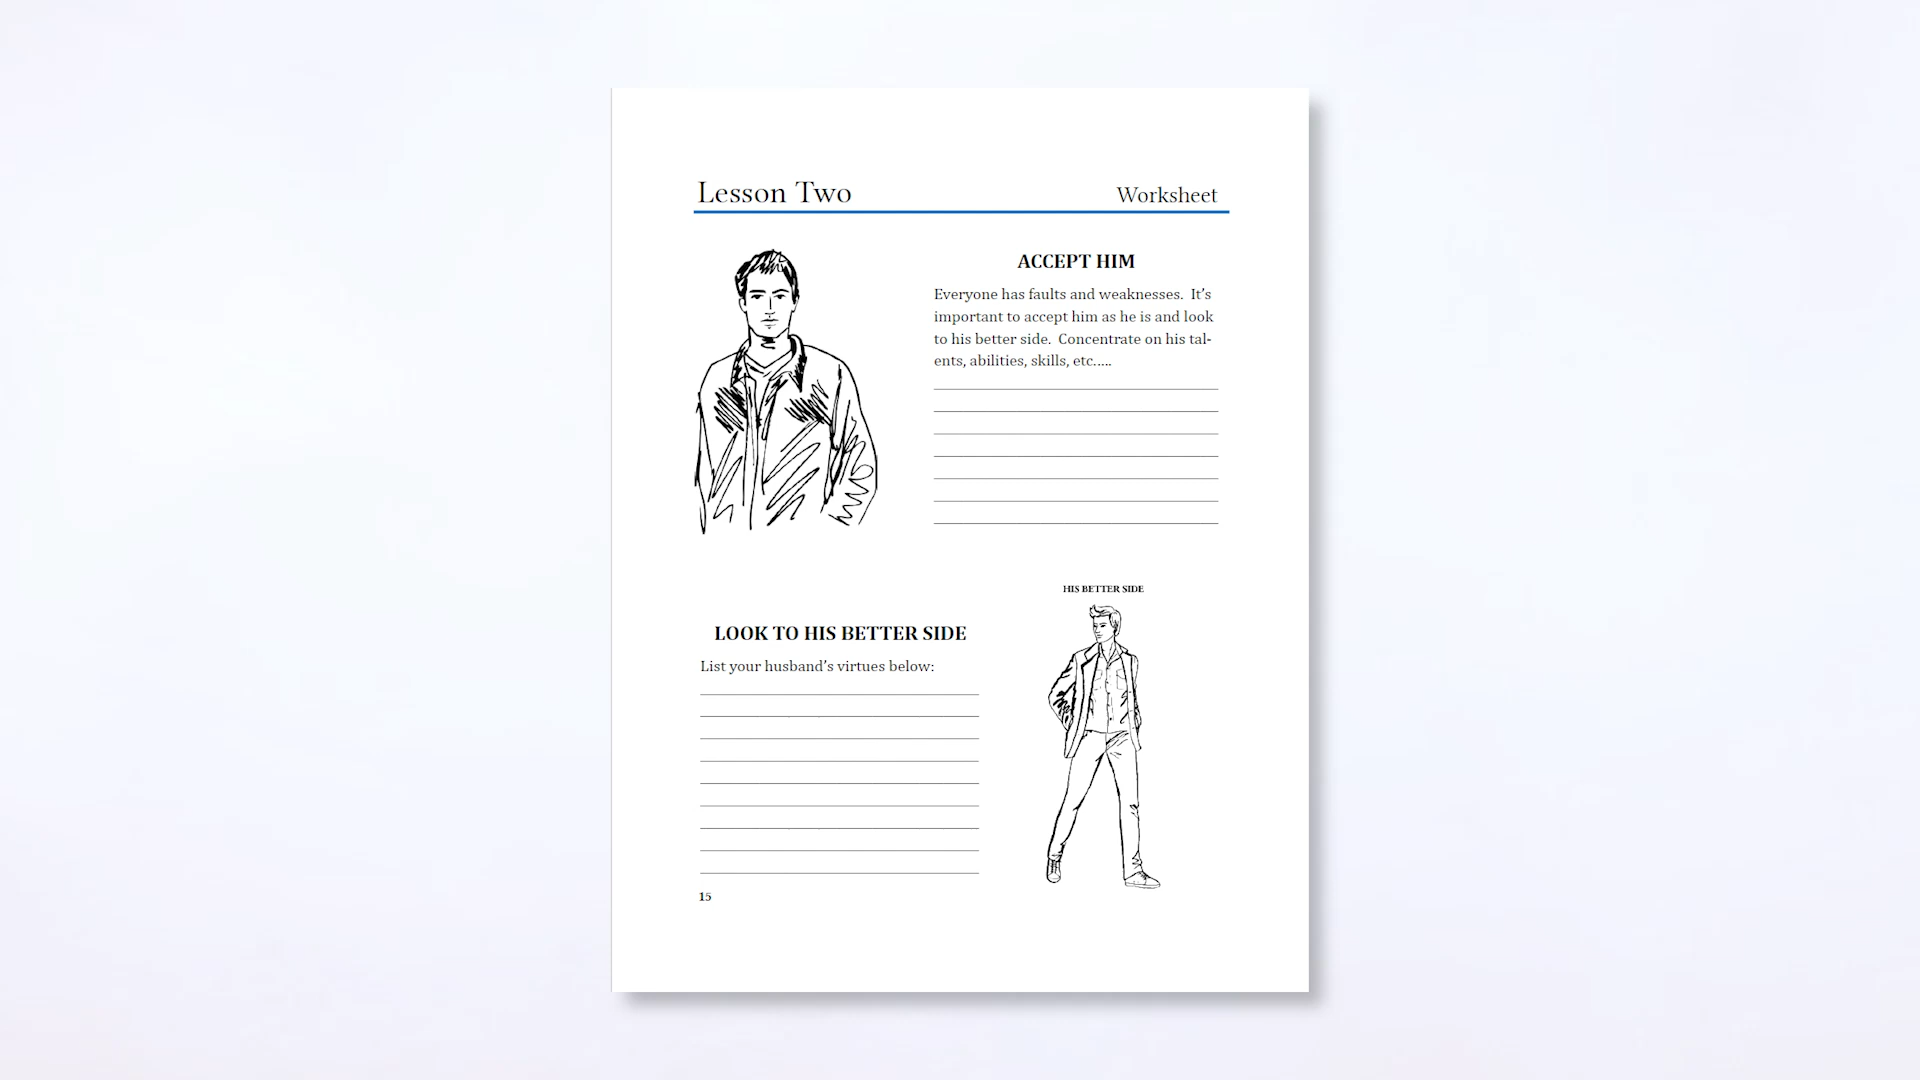 Lesson Two
Worksheet
ACCEPT HIM
Everyone has faults and weaknesses.  It's
important to accept him as he is and look
to his better side.  Concentrate on his tal-
ents, abilities, skills, etc.....
HIS BETTER SIDE
LOOK TO HIS BETTER SIDE
List your husband's virtues below:
15